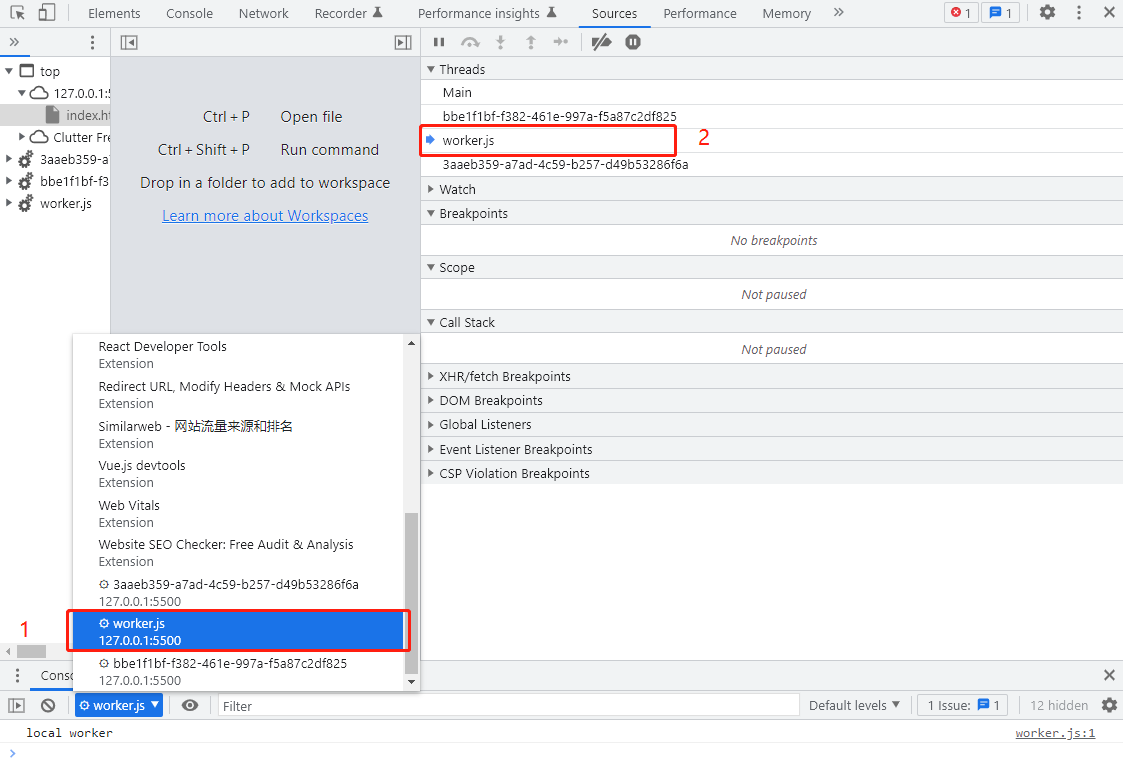 Elements Console Network Recorder Performance insights Sources Performance Memory 1 1
top
127.0.0.1:5
index.ht
Clutter Fre
3aaeb359-a7
bbe1f1bf-f3
worker.js
Ctrl + P Open file
Ctrl + Shift + P Run command
Drop in a folder to add to workspace
Learn more about Workspaces
Threads
Main
bbe1f1bf-f382-461e-997a-f5a87c2df825
worker.js
2
3aaeb359-a7ad-4c59-b257-d49b53286f6a
Watch
Breakpoints
No breakpoints
Scope
Not paused
Call Stack
Not paused
XHR/fetch Breakpoints
DOM Breakpoints
Global Listeners
Event Listener Breakpoints
CSP Violation Breakpoints
React Developer Tools
Extension
Redirect URL, Modify Headers & Mock APIs
Extension
Similarweb - 网站流量来源和排名
Extension
Vue.js devtools
Extension
Web Vitals
Extension
Website SEO Checker: Free Audit & Analysis
Extension
3aaeb359-a7ad-4c59-b257-d49b53286f6a
127.0.0.1:5500
1
worker.js
127.0.0.1:5500
bbe1f1bf-f382-461e-997a-f5a87c2df825
127.0.0.1:5500
Conso
worker.js Filter Default levels 1 Issue: 1 12 hidden
local worker worker.js:1